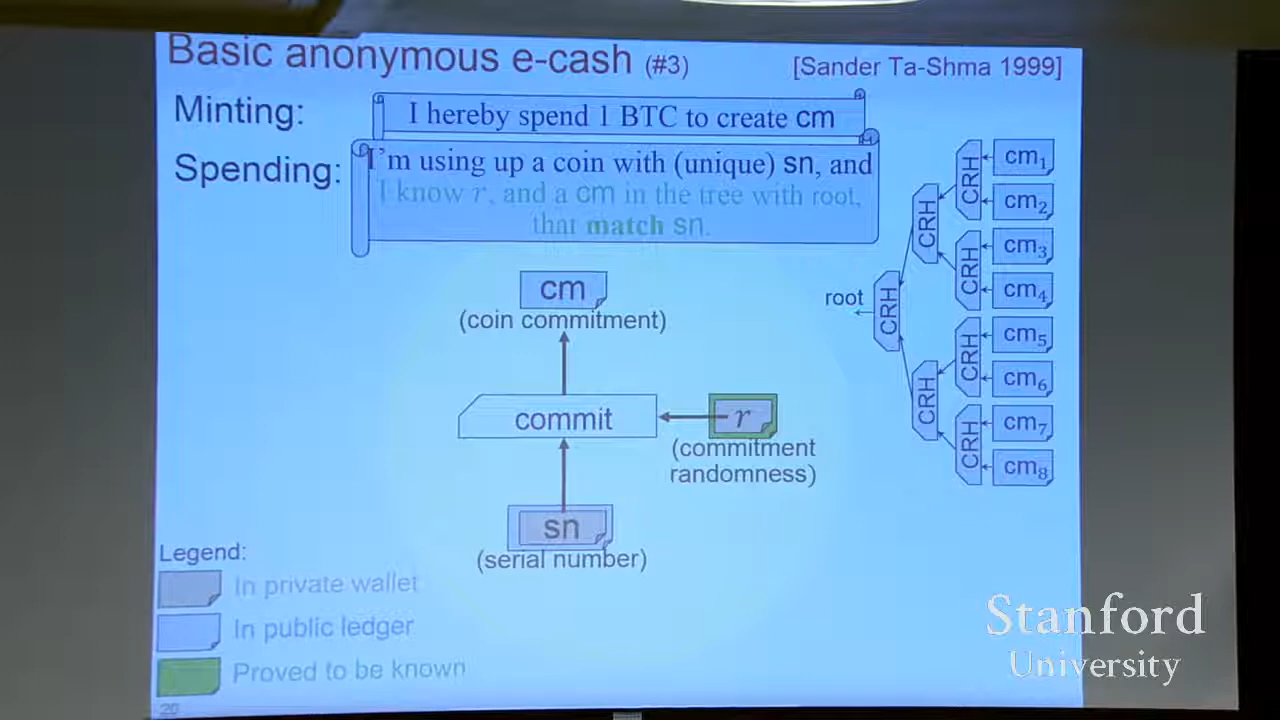 Basic anonymous e-cash (#3)
[Sander Ta-Shma 1999]
Minting:
I hereby spend 1 BTC to create cm
Spending:
I'm using up a coin with (unique) sn, and
I know r, and a cm in the tree with root,
that match sn.
cm
(coin commitment)
commit
r
(commitment
randomness)
sn
(serial number)
root
CRH
CRH
CRH
CRH
CRH
CRH
CRH
cm₁
cm₂
cm₃
cm₄
cm₅
cm₆
cm₇
cm₈
Legend:
In private wallet
In public ledger
Proved to be known
20
Stanford
University